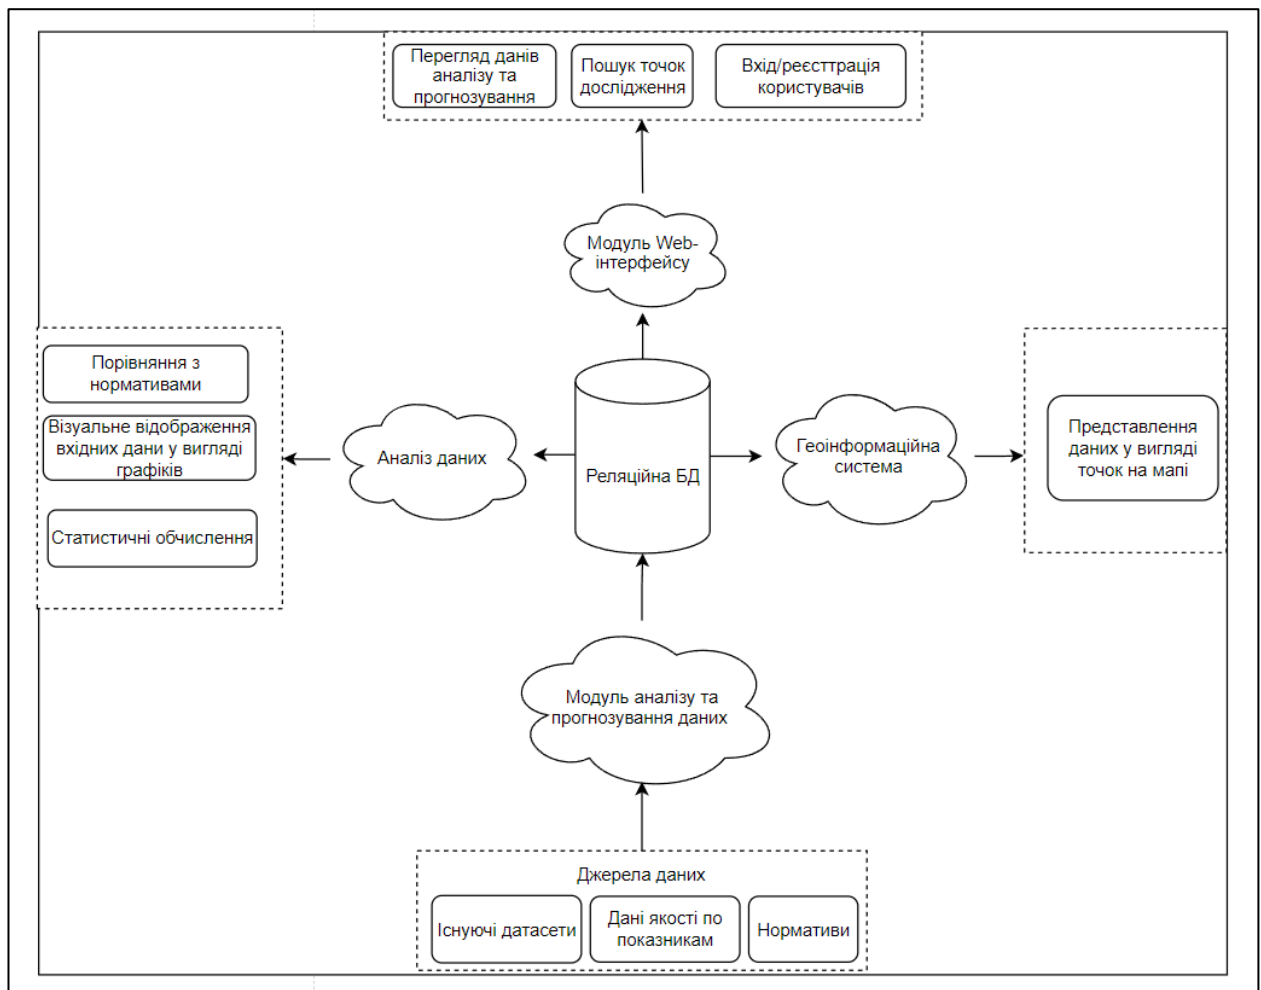 Перегляд данів
аналізу та
прогнозування
Пошук точок
дослідження
Вхід/реєсттрація
користувачів
Модуль Web-
інтерфейсу
Порівняння з
нормативами
Візуальне відображення
вхідних дани у вигляді
графіків
Статистичні обчислення
Аналіз даних
Реляційна БД
Геоінформаційна
система
Представлення
даних у вигляді
точок на мапі
Модуль аналізу та
прогнозування даних
Джерела даних
Існуючі датасети
Дані якості по
показникам
Нормативи